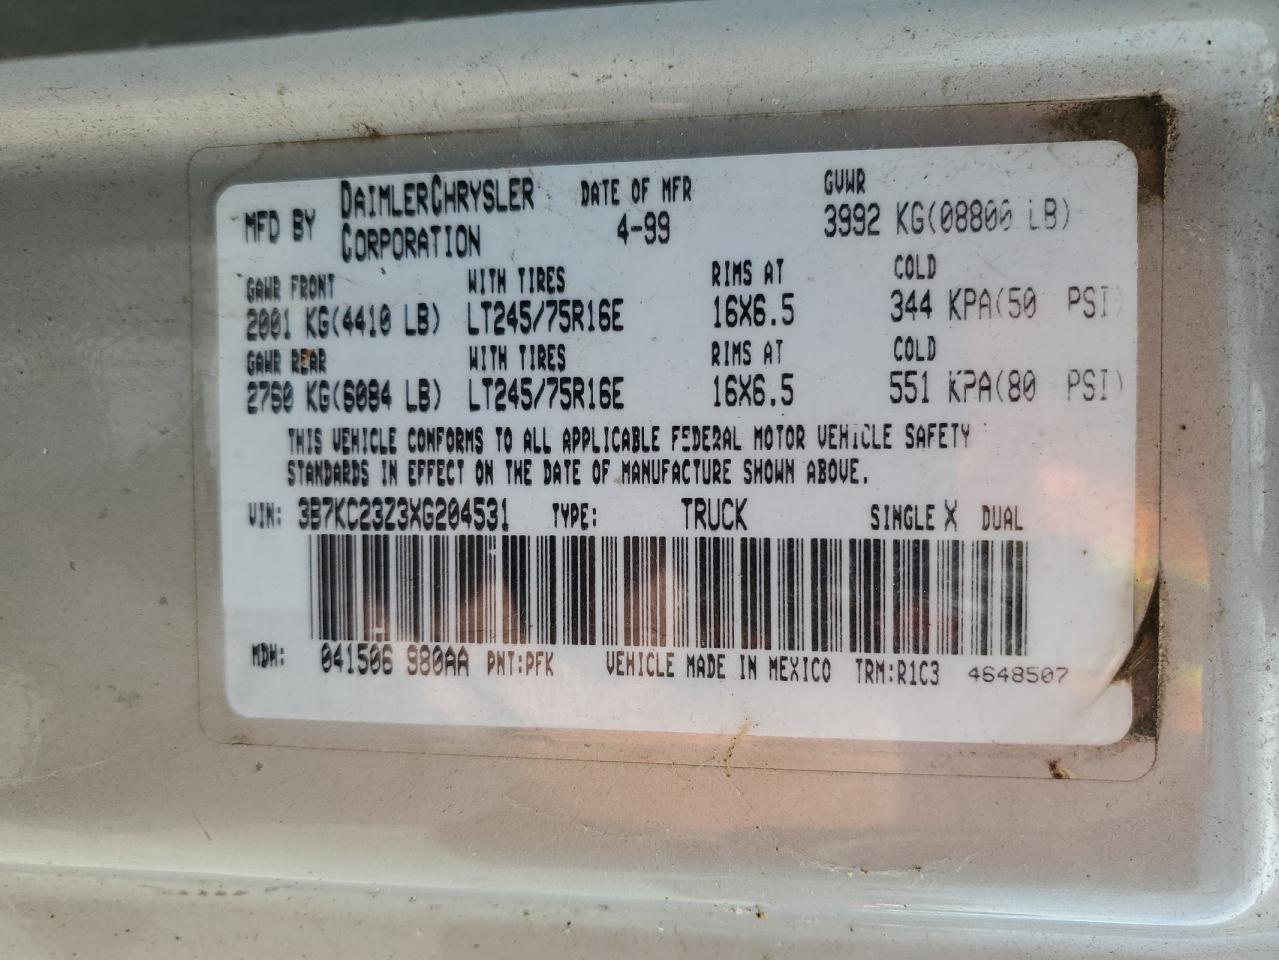 MFD BY DAIMLERCHRYSLER CORPORATION DATE OF MFR 4-99 GVWR 3992 KG(08800 LB)
GAWR FRONT WITH TIRES RIMS AT COLD
2001 KG(4410 LB) LT245/75R16E 16X6.5 344 KPA(50 PSI)
GAWR REAR WITH TIRES RIMS AT COLD
2760 KG(6084 LB) LT245/75R16E 16X6.5 551 KPA(80 PSI)
THIS VEHICLE CONFORMS TO ALL APPLICABLE FEDERAL MOTOR VEHICLE SAFETY
STANDARDS IN EFFECT ON THE DATE OF MANUFACTURE SHOWN ABOVE.
VIN: 3B7KC23Z3XG204531 TYPE: TRUCK SINGLE X DUAL
MDH: 041506 980AA PNT:PFK VEHICLE MADE IN MEXICO TRM:R1C3 4648507